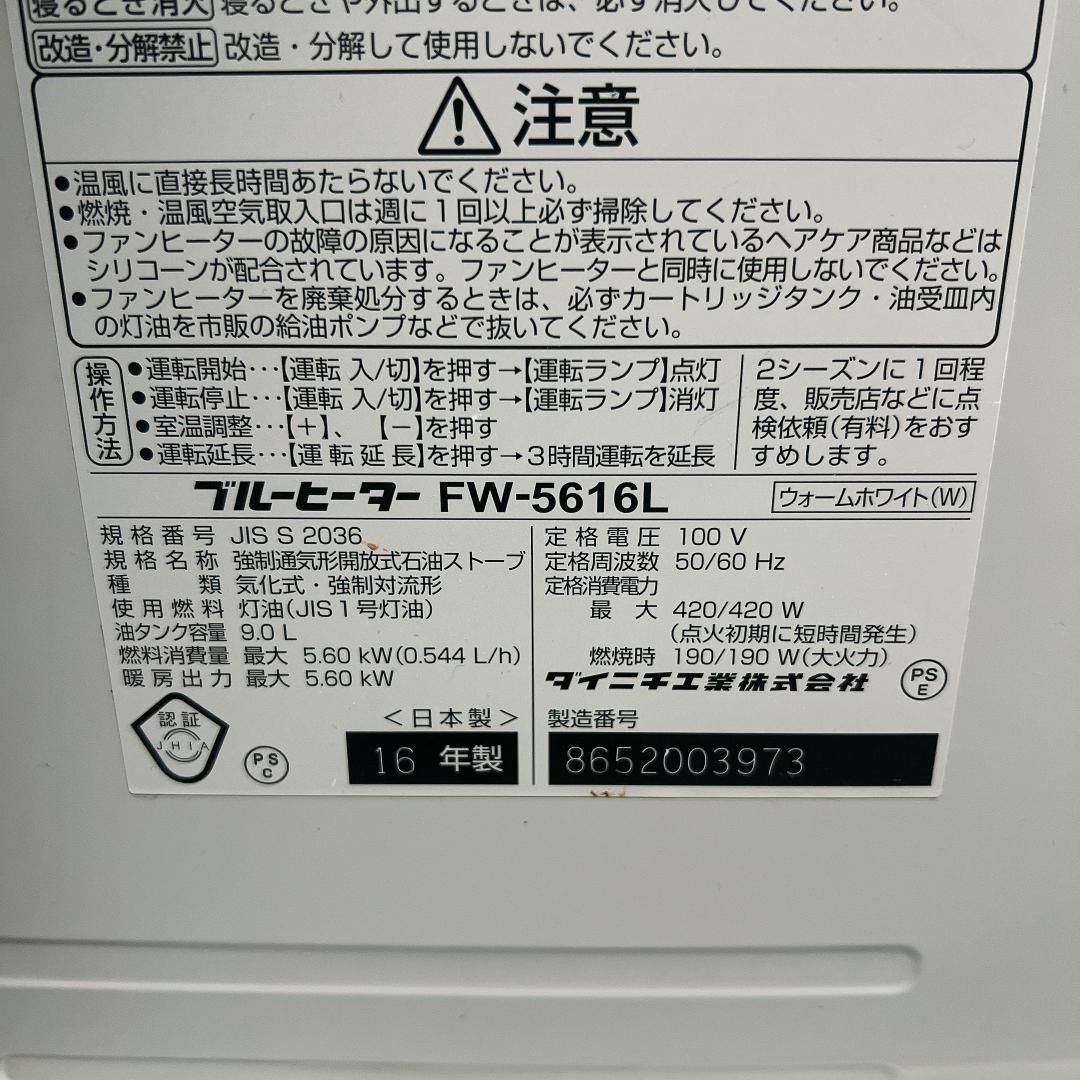 寝るとき消火 寝るときや外出するときは、必ず消火してください。
改造・分解禁止 改造・分解して使用しないでください。
注意
●温風に直接長時間あたらないでください。
●燃焼・温風空気取入口は週に1回以上必ず掃除してください。
●ファンヒーターの故障の原因になることが表示されているヘアケア商品などは
シリコーンが配合されています。ファンヒーターと同時に使用しないでください。
●ファンヒーターを廃棄処分するときは、必ずカートリッジタンク・油受皿内
の灯油を市販の給油ポンプなどで抜いてください。
操作方法
●運転開始…【運転 入/切】を押す→【運転ランプ】点灯
●運転停止…【運転 入/切】を押す→【運転ランプ】消灯
●室温調整…【+】、【−】を押す
●運転延長…【運転延長】を押す→3時間運転を延長
2シーズンに1回程
度、販売店などに点
検依頼(有料)をおす
すめします。
ブルーヒーター FW-5616L
ウォームホワイト(W)
規格番号 JIS S 2036
規格名称 強制通気形開放式石油ストーブ
種類 気化式・強制対流形
使用燃料 灯油(JIS1号灯油)
油タンク容量 9.0 L
燃料消費量 最大 5.60 kW(0.544 L/h)
暖房出力 最大 5.60 kW
定格電圧 100 V
定格周波数 50/60 Hz
定格消費電力
最大 420/420 W
(点火初期に短時間発生)
燃焼時 190/190 W(大火力)
ダイニチ工業株式会社
PS
E
認証
JHIA
PS
C
<日本製>
16 年製
製造番号
8652003973